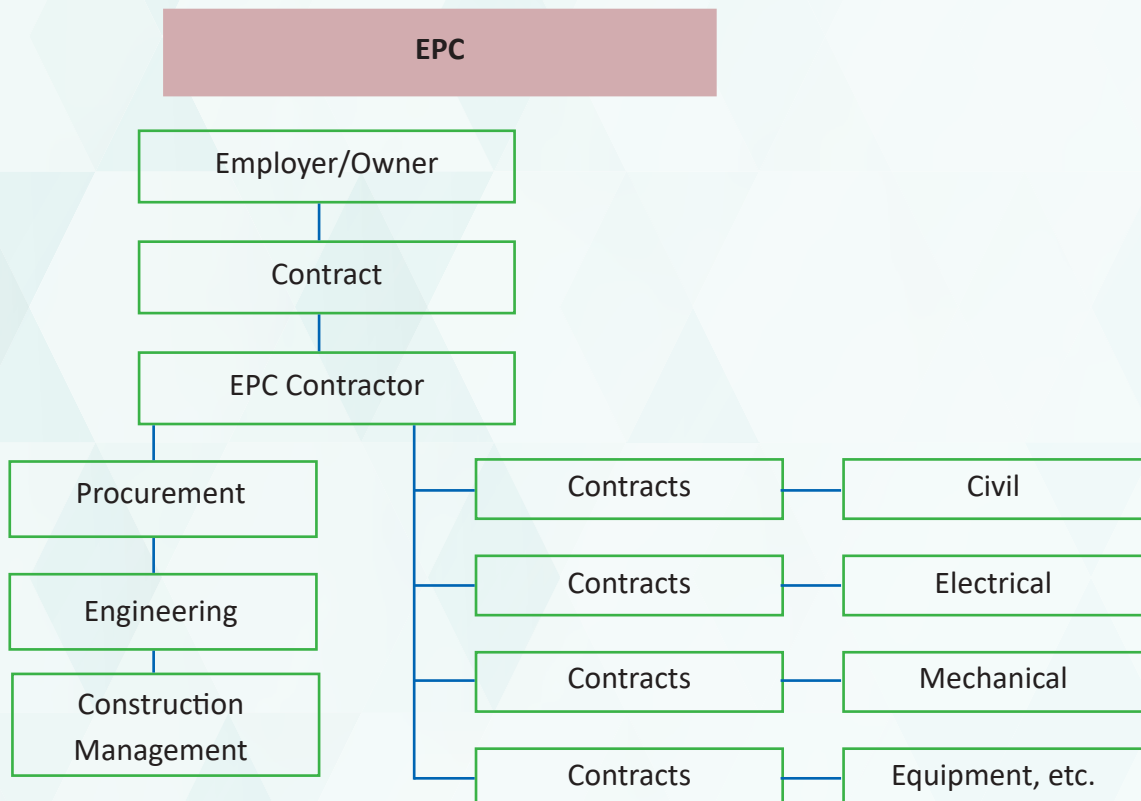 EPC
Employer/Owner
Contract
EPC Contractor
Procurement
Engineering
Construction
Management
Contracts
Civil
Contracts
Electrical
Contracts
Mechanical
Contracts
Equipment, etc.